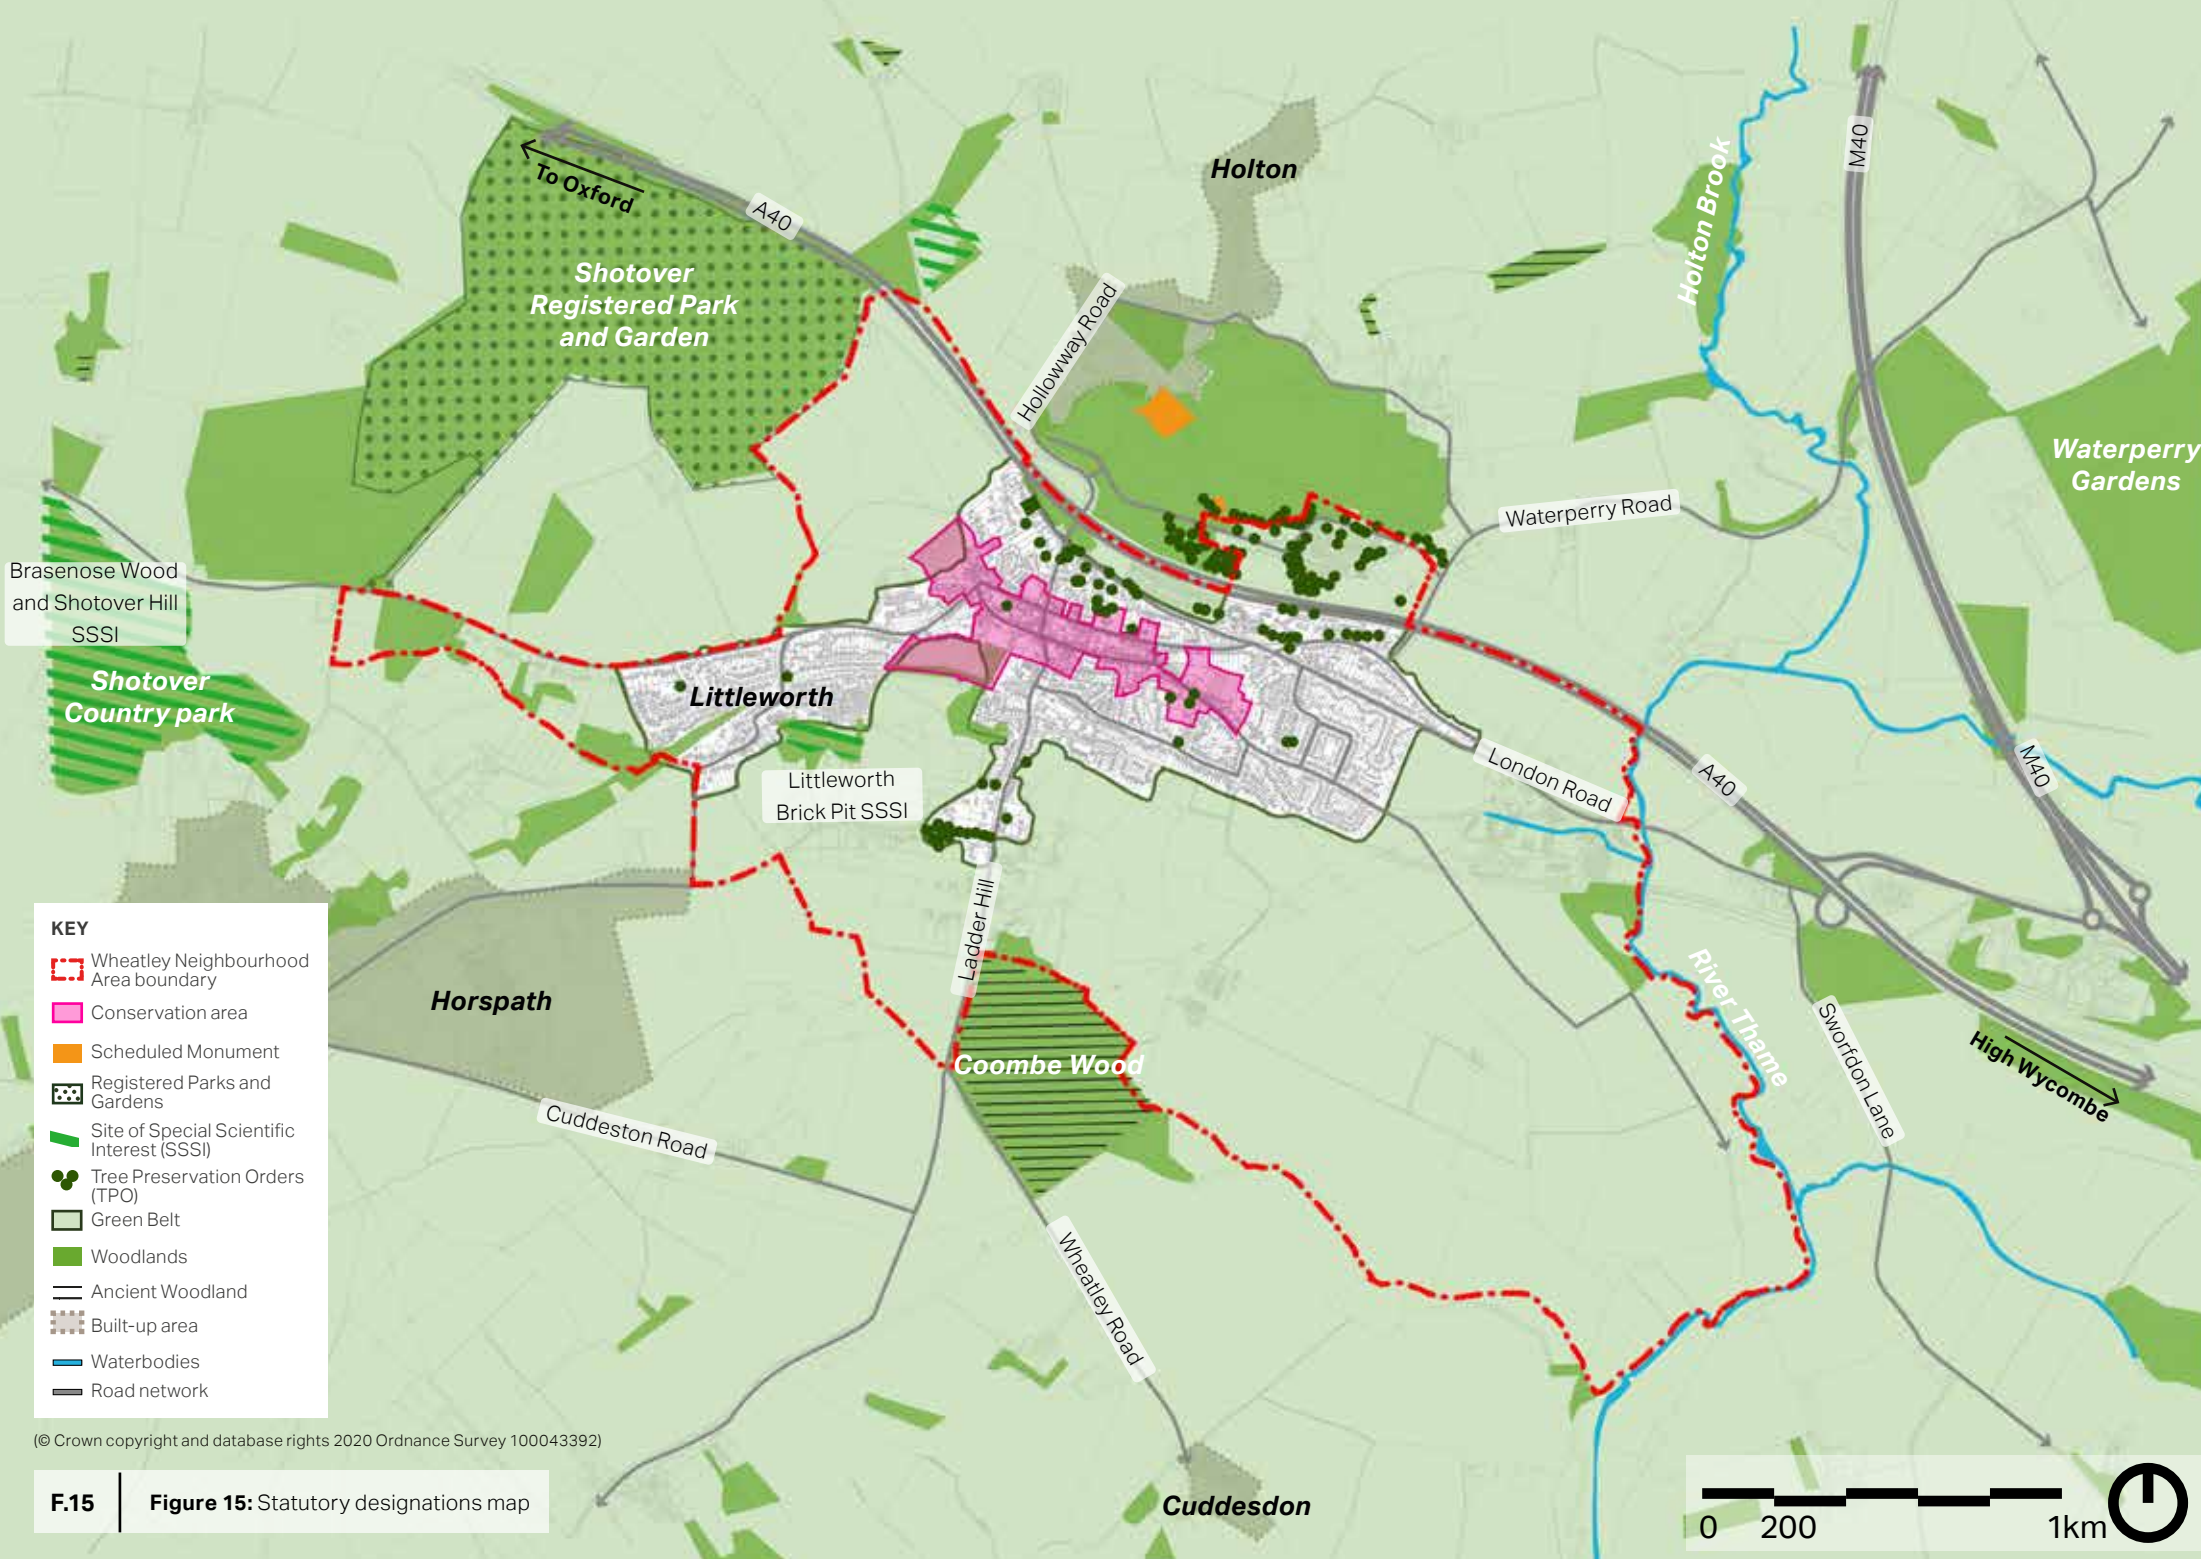 Holton
M40
Holton Brook
To Oxford
A40
Shotover
Registered Park
and Garden
Hollowway Road
Waterperry
Gardens
Waterperry Road
Brasenose Wood
and Shotover Hill
SSSI
Shotover
Country park
Littleworth
Littleworth
Brick Pit SSSI
London Road
A40
M40
Ladder Hill
River Thame
Horspath
Coombe Wood
Sworfdon Lane
High Wycombe
Cuddeston Road
Wheatley Road
Cuddesdon
KEY
Wheatley Neighbourhood
Area boundary
Conservation area
Scheduled Monument
Registered Parks and
Gardens
Site of Special Scientific
Interest (SSSI)
Tree Preservation Orders
(TPO)
Green Belt
Woodlands
Ancient Woodland
Built-up area
Waterbodies
Road network
(© Crown copyright and database rights 2020 Ordnance Survey 100043392)
F.15
Figure 15: Statutory designations map
0 200 1km